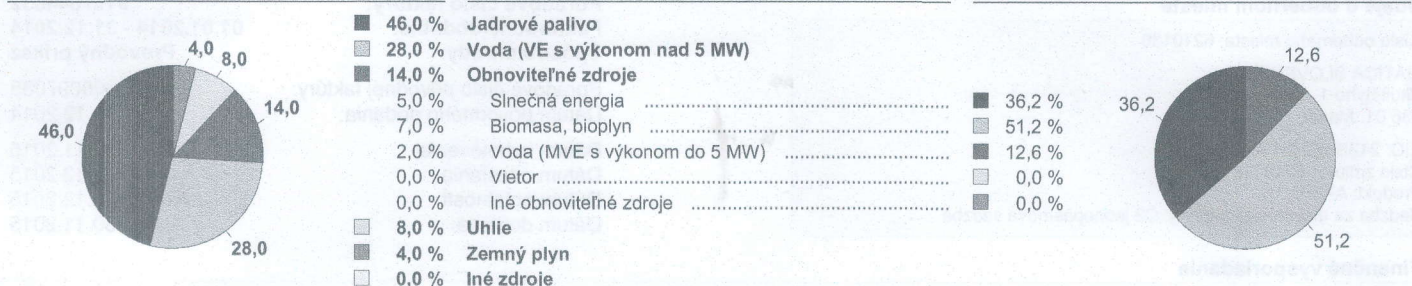 46,0 % Jadrové palivo
28,0 % Voda (VE s výkonom nad 5 MW)
14,0 % Obnoviteľné zdroje
5,0 % Slnečná energia ........ 36,2 %
7,0 % Biomasa, bioplyn ........ 51,2 %
2,0 % Voda (MVE s výkonom do 5 MW) ........ 12,6 %
0,0 % Vietor ........ 0,0 %
0,0 % Iné obnoviteľné zdroje ........ 0,0 %
8,0 % Uhlie
4,0 % Zemný plyn
0,0 % Iné zdroje
4,0
8,0
14,0
46,0
28,0
12,6
36,2
51,2